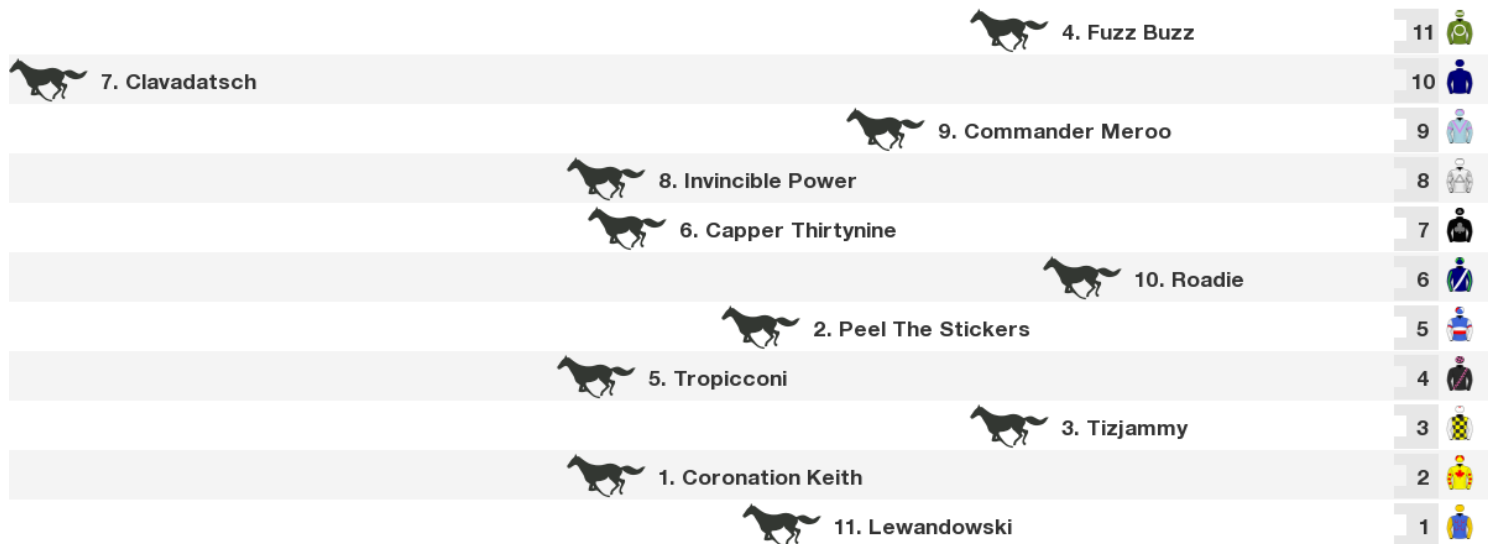 4. Fuzz Buzz 11
7. Clavadatsch 10
9. Commander Meroo 9
8. Invincible Power 8
6. Capper Thirtynine 7
10. Roadie 6
2. Peel The Stickers 5
5. Tropicconi 4
3. Tizjammy 3
1. Coronation Keith 2
11. Lewandowski 1